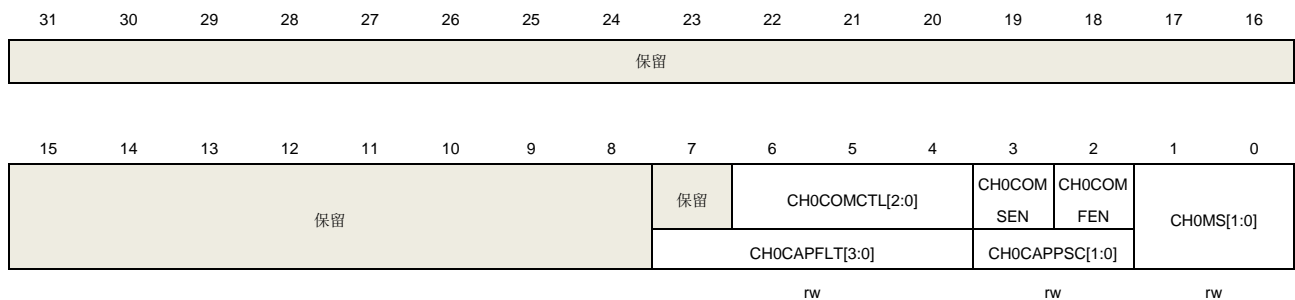 31 30 29 28 27 26 25 24 23 22 21 20 19 18 17 16
保留
15 14 13 12 11 10 9 8 7 6 5 4 3 2 1 0
保留 保留 CH0COMCTL[2:0] CH0COM SEN CH0COM FEN CH0MS[1:0]
CH0CAPFLT[3:0] CH0CAPPSC[1:0]
rw rw rw